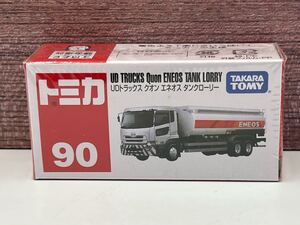 トミカ
90
UD TRUCKS Quon ENEOS TANK LORRY
UDトラックス クオン エネオス タンクローリー
TAKARA
TOMY
ENEOS